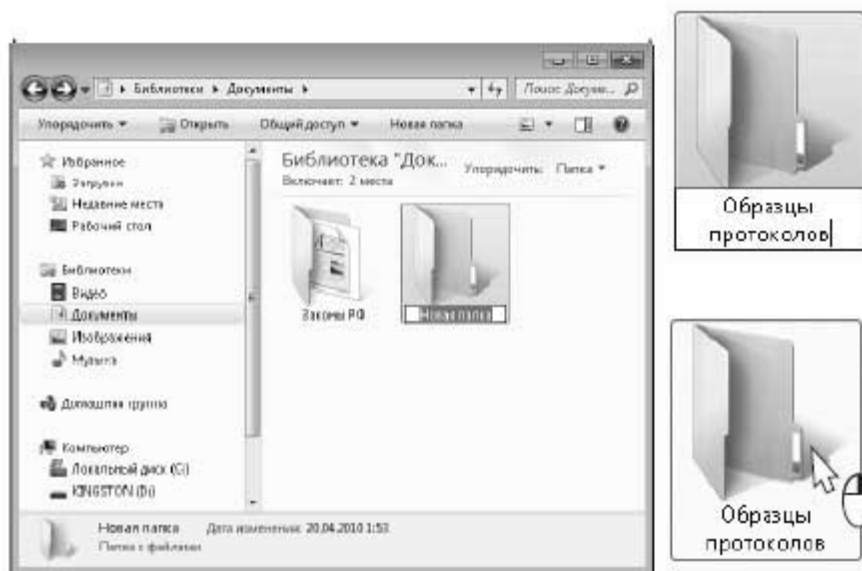 Библиотеки Документы
Поиск: Докуме...
Упорядочить Открыть Общий доступ Новая папка
Избранное
Загрузки
Недавние места
Рабочий стол
Библиотеки
Видео
Документы
Изображения
Музыка
Домашняя группа
Компьютер
Локальный диск (C:)
KINGSTON (D:)
Библиотека "Док...
Включает: 2 места
Упорядочить: Папка
Законы РФ
Новая папка
Новая папка Дата изменения: 20.04.2010 1:53
Папка с файлами
Образцы
протоколов
Образцы
протоколов